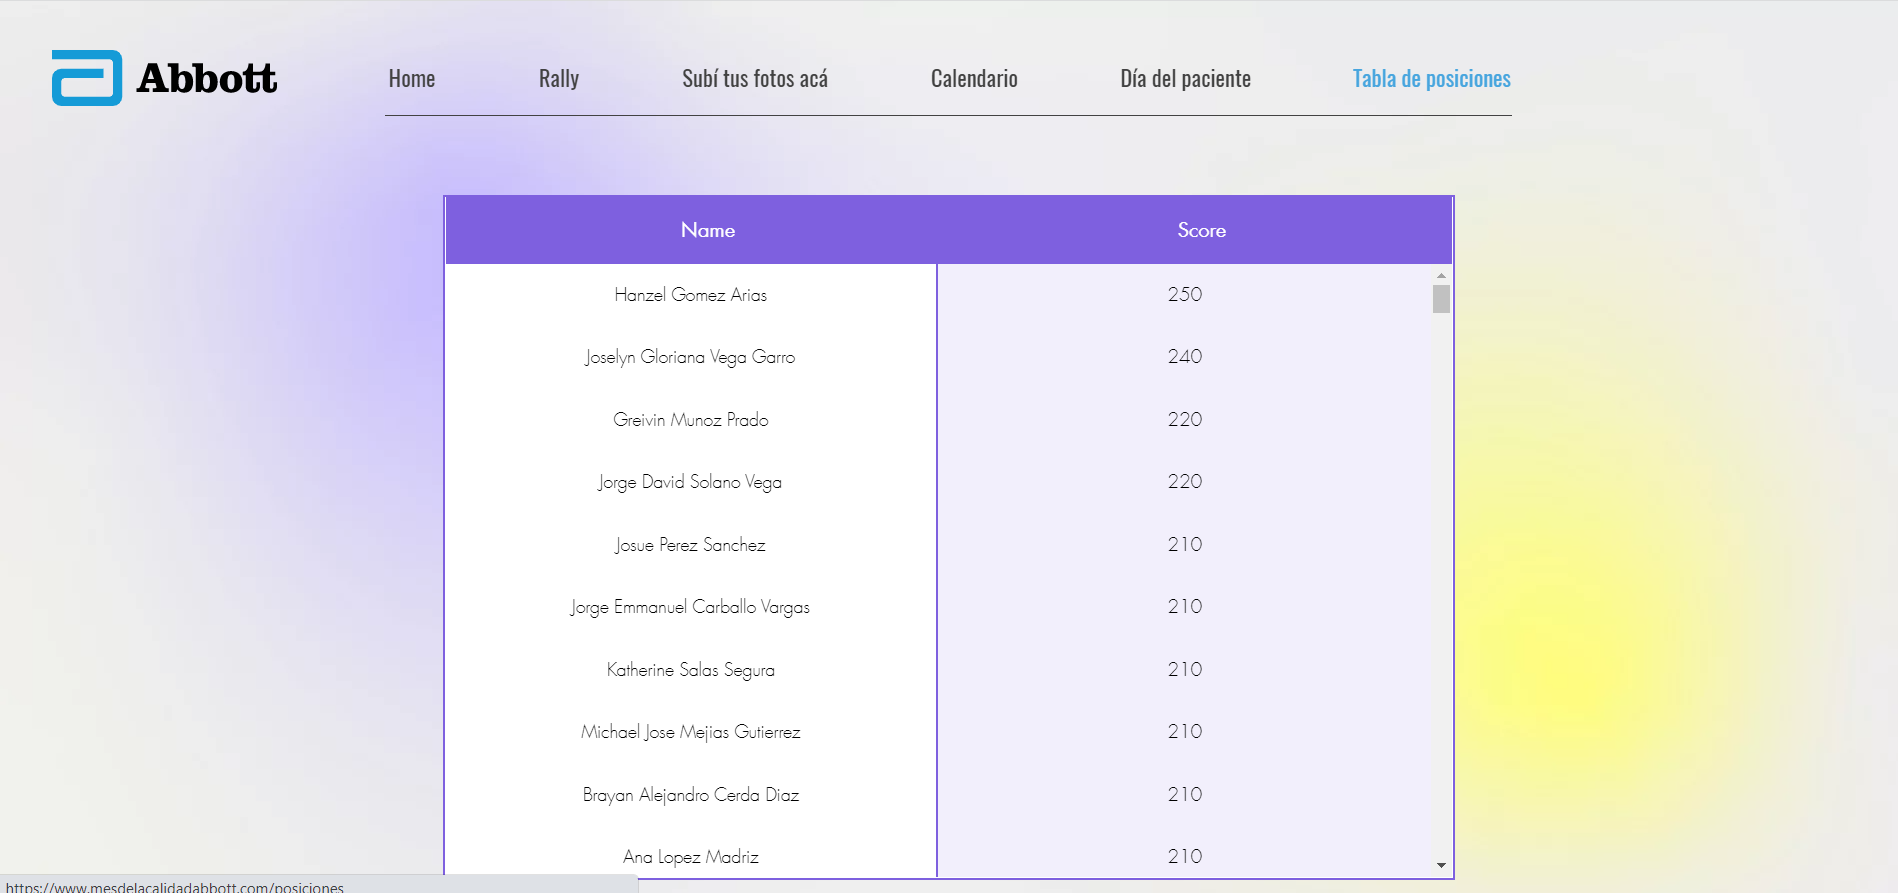 Abbott
Home Rally Subí tus fotos acá Calendario Día del paciente Tabla de posiciones
Name Score
Hanzel Gomez Arias 250
Joselyn Gloriana Vega Garro 240
Greivin Munoz Prado 220
Jorge David Solano Vega 220
Josue Perez Sanchez 210
Jorge Emmanuel Carballo Vargas 210
Katherine Salas Segura 210
Michael Jose Mejias Gutierrez 210
Brayan Alejandro Cerda Diaz 210
Ana Lopez Madriz 210
https://www.mesdelacalidadabbott.com/posiciones